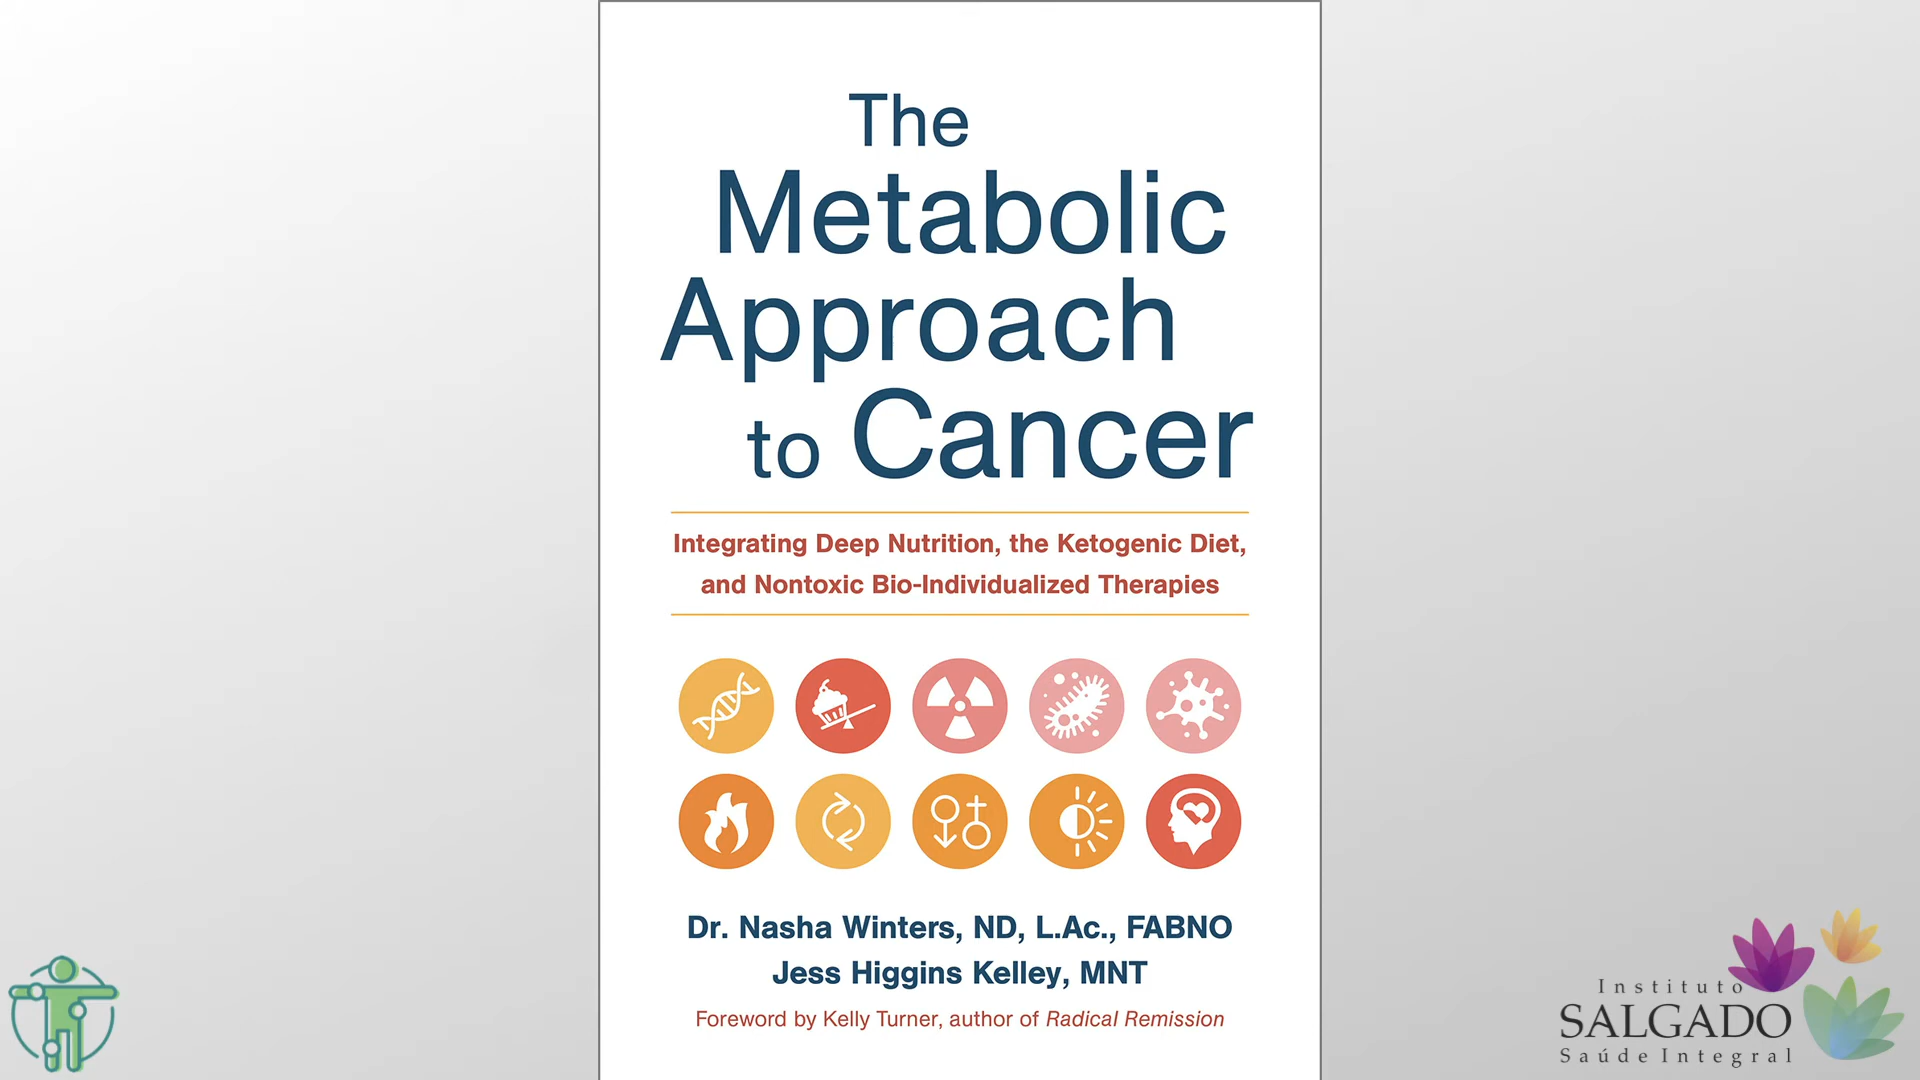 The
Metabolic
Approach
to Cancer
Integrating Deep Nutrition, the Ketogenic Diet,
and Nontoxic Bio-Individualized Therapies
Dr. Nasha Winters, ND, L.Ac., FABNO
Jess Higgins Kelley, MNT
Foreword by Kelly Turner, author of Radical Remission
Instituto
SALGADO
Saúde Integral